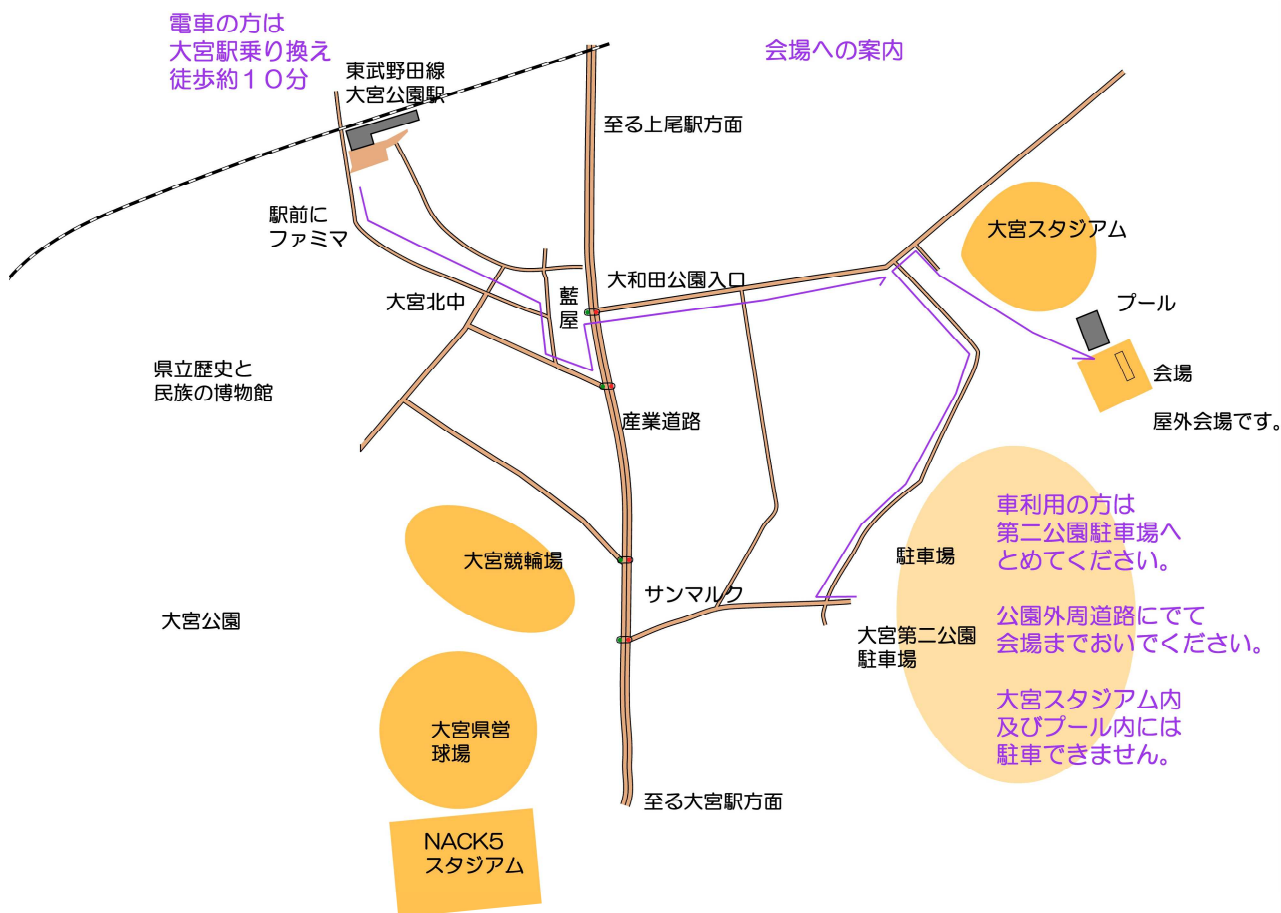 電車の方は
大宮駅乗り換え
徒歩約１０分
会場への案内
東武野田線
大宮公園駅
至る上尾駅方面
駅前に
ファミマ
大宮スタジアム
大和田公園入口
藍
屋
大宮北中
プール
県立歴史と
民族の博物館
会場
産業道路
屋外会場です。
車利用の方は
第二公園駐車場へ
とめてください。
大宮競輪場
駐車場
サンマルク
大宮公園
公園外周道路にでて
会場までおいでください。
大宮第二公園
駐車場
大宮スタジアム内
及びプール内には
駐車できません。
大宮県営
球場
至る大宮駅方面
NACK5
スタジアム